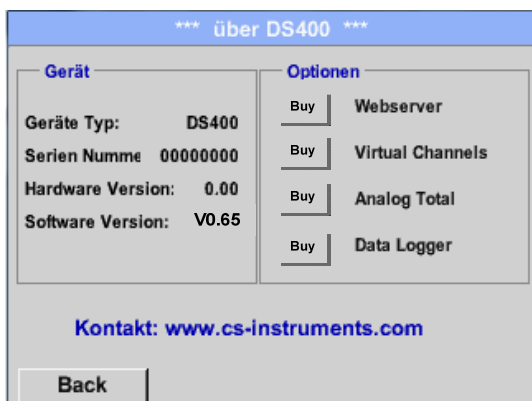 *** über DS400 ***
Gerät
Geräte Typ: DS400
Serien Numme 00000000
Hardware Version: 0.00
Software Version: V0.65
Optionen
Buy Webserver
Buy Virtual Channels
Buy Analog Total
Buy Data Logger
Kontakt: www.cs-instruments.com
Back